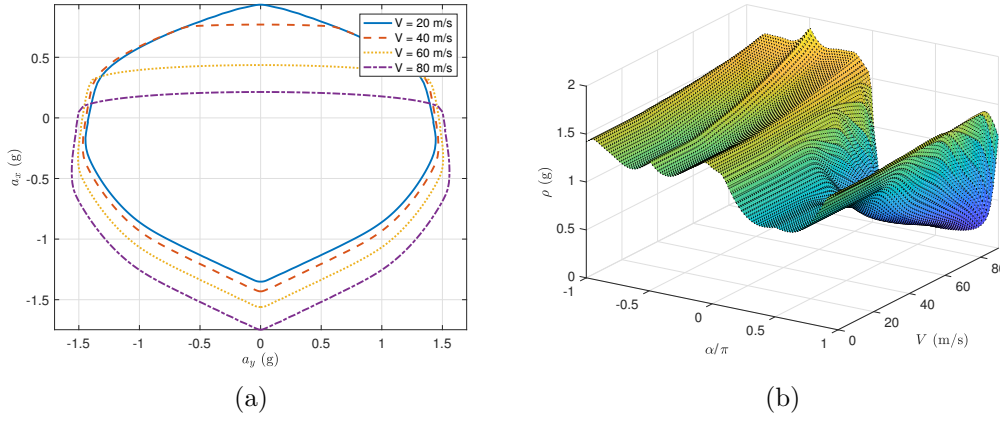 V = 20 m/s
V = 40 m/s
V = 60 m/s
V = 80 m/s
0.5
0
-0.5
-1
-1.5
a_x (g)
-1.5 -1 -0.5 0 0.5 1 1.5
a_y (g)
(a)
2
1.5
1
0.5
0
ρ (g)
-1 -0.5 0 0.5 1
α/π
0 20 40 60 80
V (m/s)
(b)